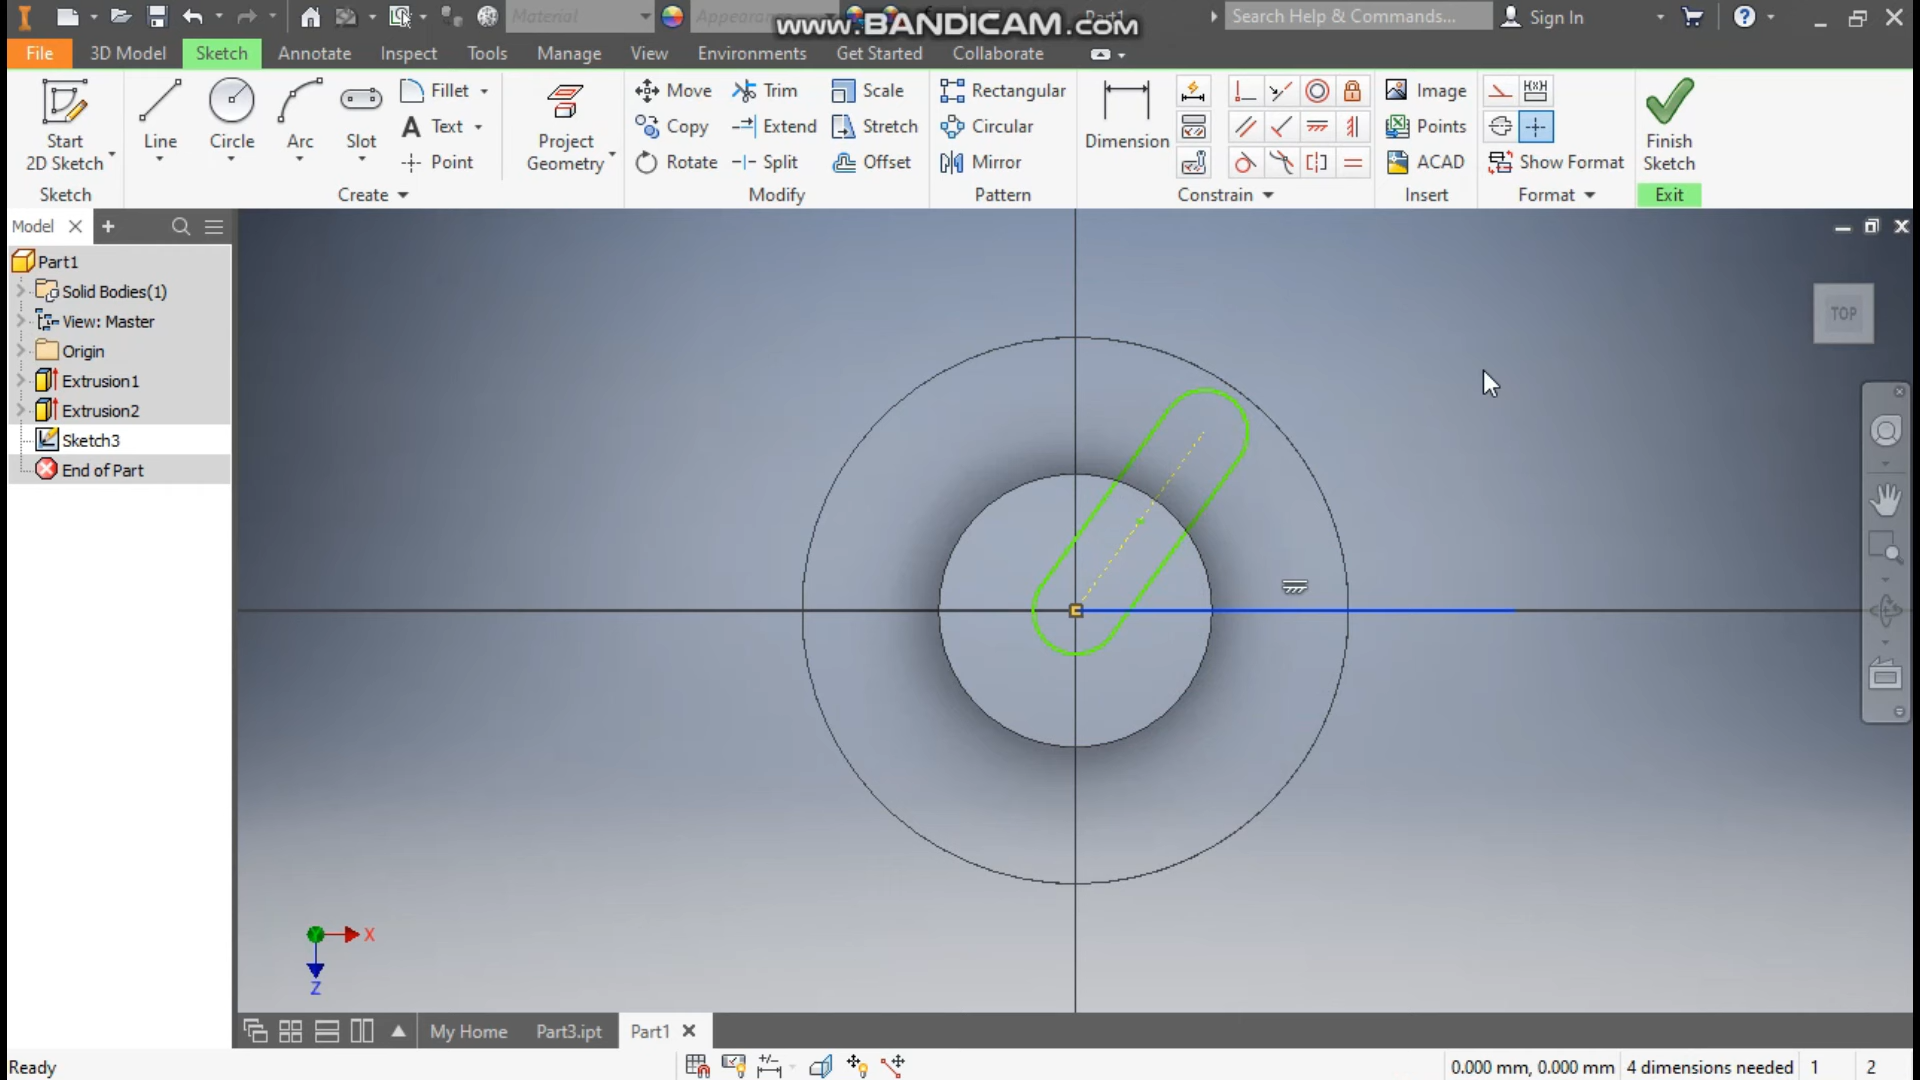 Material
Appearance
www.BANDICAM.com
Search Help & Commands...
Sign In
File
3D Model
Sketch
Annotate
Inspect
Tools
Manage
View
Environments
Get Started
Collaborate
Start
2D Sketch
Line
Circle
Arc
Slot
Fillet
Text
Point
Project
Geometry
Move
Copy
Rotate
Trim
Extend
Split
Scale
Stretch
Offset
Rectangular
Circular
Mirror
Dimension
Image
Points
ACAD
Show Format
Finish
Sketch
Sketch
Create
Modify
Pattern
Constrain
Insert
Format
Exit
Model
Part1
Solid Bodies(1)
View: Master
Origin
Extrusion1
Extrusion2
Sketch3
End of Part
TOP
X
Z
My Home
Part3.ipt
Part1
Ready
0.000 mm, 0.000 mm
4 dimensions needed
1
2